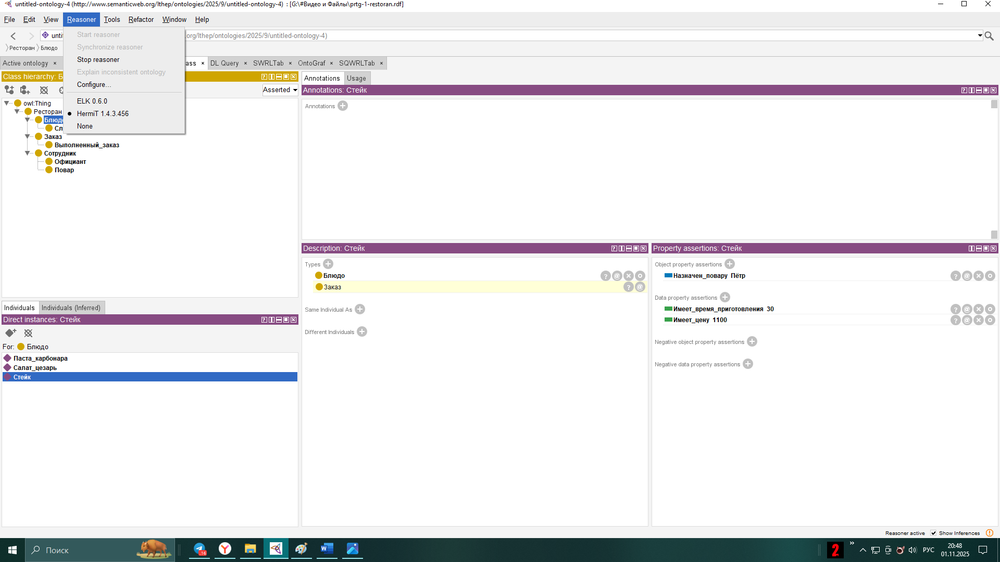 untitled-ontology-4 (http://www.semanticweb.org/lthep/ontologies/2025/9/untitled-ontology-4) : [G:\#Видео и Файлы\prtg-1-restoran.rdf]
File Edit View Reasoner Tools Refactor Window Help
Start reasoner
Synchronize reasoner
Stop reasoner
Explain inconsistent ontology
Configure...
ELK 0.6.0
HermiT 1.4.3.456
None
org/lthep/ontologies/2025/9/untitled-ontology-4)
Ресторан Блюдо
Active ontology × ass × DL Query × SWRLTab × OntoGraf × SQWRLTab ×
Class hierarchy: Б
Asserted
owl:Thing
Ресторан
Блюдо
Сл
Заказ
Выполненный_заказ
Сотрудник
Официант
Повар
Individuals Individuals (Inferred)
Direct instances: Стейк
For: Блюдо
Паста_карбонара
Салат_цезарь
Стейк
Annotations Usage
Annotations: Стейк
Annotations
Description: Стейк
Types
Блюдо
Заказ
Same Individual As
Different Individuals
Property assertions: Стейк
Object property assertions
Назначен_повару Пётр
Data property assertions
Имеет_время_приготовления 30
Имеет_цену 1100
Negative object property assertions
Negative data property assertions
Reasoner active Show Inferences
Поиск
16
2
РУС
20:48
01.11.2025